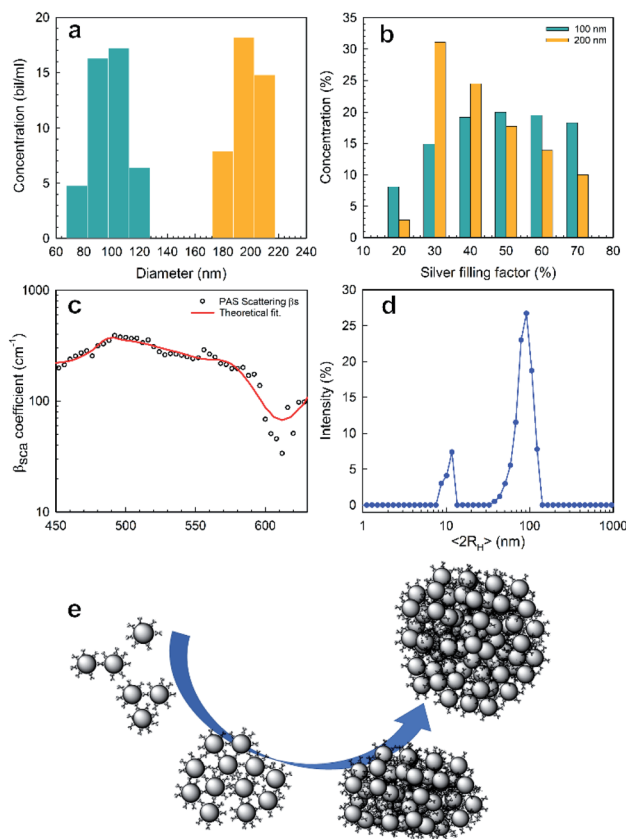 a
Concentration (bil/ml)
20
15
10
5
0
60 80 100 120 140 160 180 200 220 240
Diameter (nm)
b
100 nm
200 nm
Concentration (%)
35
30
25
20
15
10
5
0
10 20 30 40 50 60 70 80
Silver filling factor (%)
c
PAS Scattering βs
Theoretical fit.
βsca coefficient (cm⁻¹)
1000
100
10
450 500 550 600
d
Intensity (%)
30
25
20
15
10
5
0
1 10 100 1000
<2R_H> (nm)
e